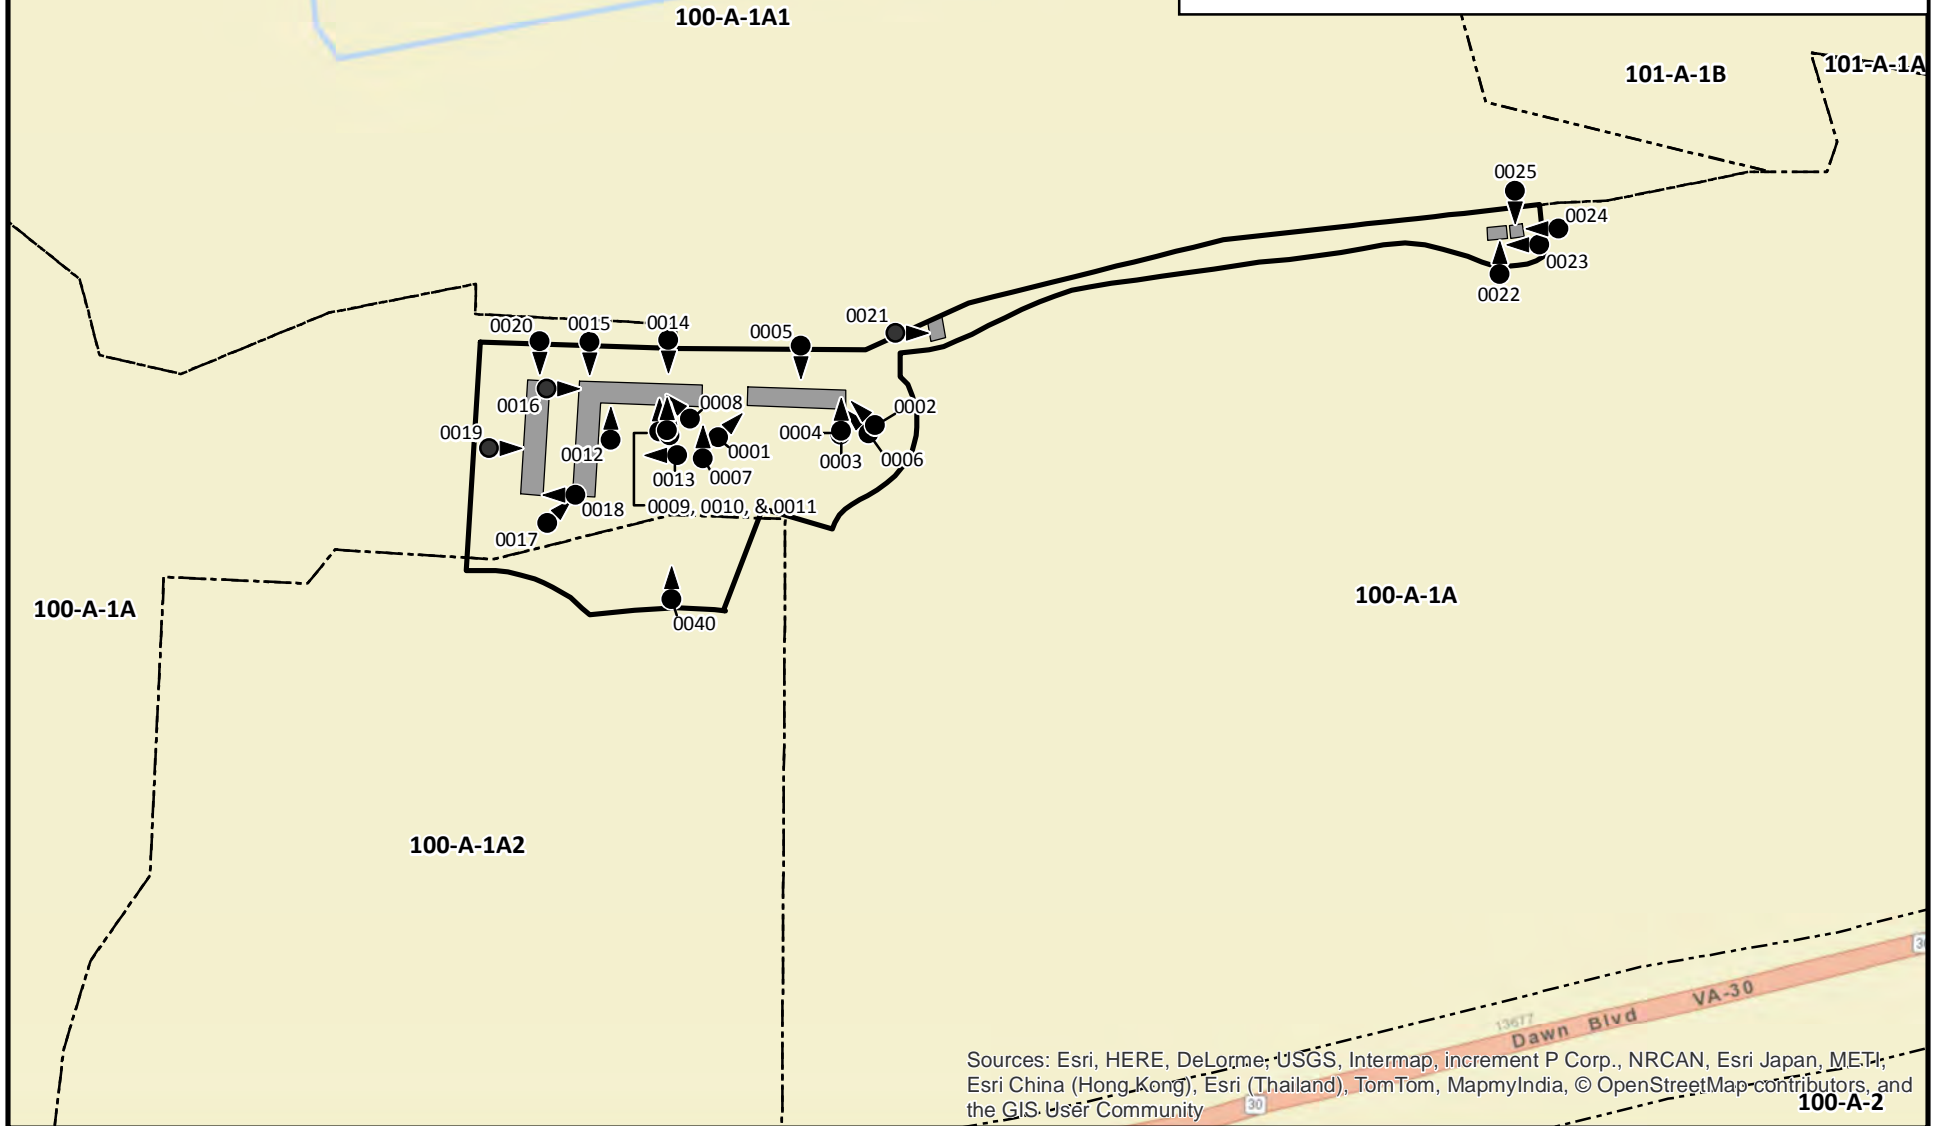 100-A-1A1
101-A-1B
101-A-1A
0025
0024
0023
0022
0021
0020
0015
0014
0005
0016
0008
0002
0019
0012
0004
0001
0003
0006
0013
0007
0018
0009, 0010, & 0011
0017
100-A-1A
100-A-1A
0040
100-A-1A2
VA-30
13677
Dawn Blvd
Sources: Esri, HERE, DeLorme, USGS, Intermap, increment P Corp., NRCAN, Esri Japan, METI,
Esri China (Hong Kong), Esri (Thailand), TomTom, MapmyIndia, © OpenStreetMap contributors, and
the GIS User Community
30
100-A-2